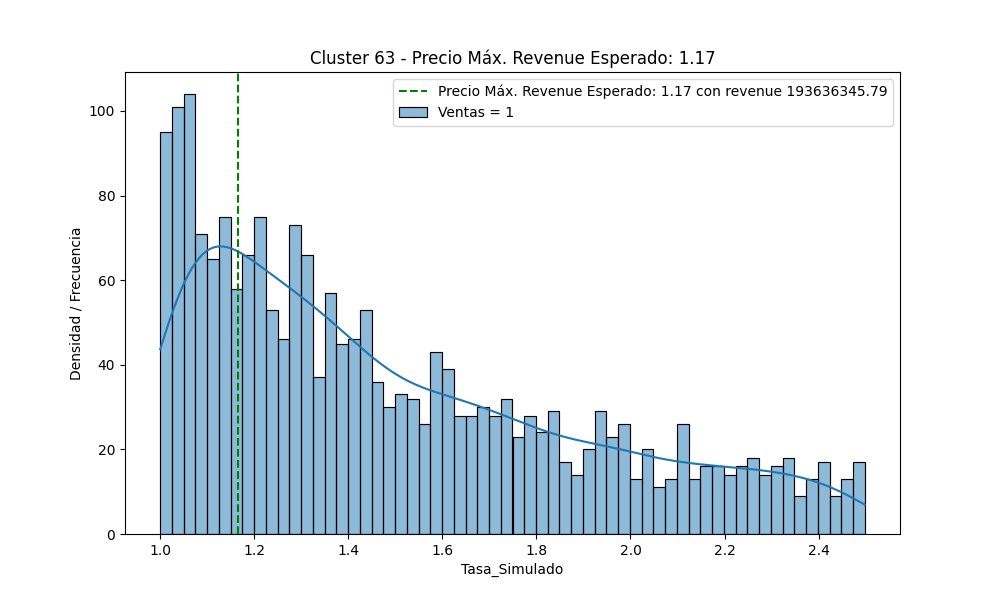 Cluster 63 - Precio Máx. Revenue Esperado: 1.17
Precio Máx. Revenue Esperado: 1.17 con revenue 193636345.79
Ventas = 1
Densidad / Frecuencia
100
80
60
40
20
0
1.0 1.2 1.4 1.6 1.8 2.0 2.2 2.4
Tasa_Simulado